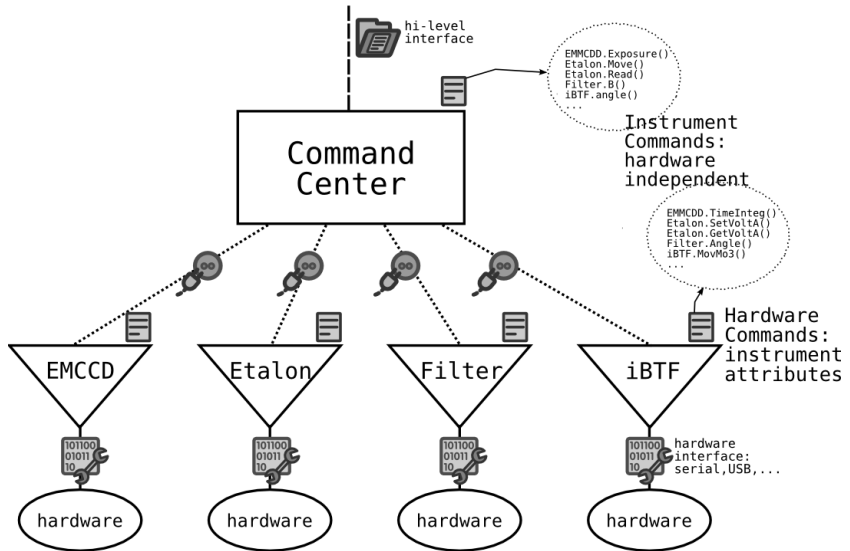 hi-level
interface
EMMCDD.Exposure()
Etalon.Move()
Etalon.Read()
Filter.B()
iBTF.angle()
...
Instrument
Commands:
hardware
independent
Command
Center
EMMCDD.TimeInteg()
Etalon.SetVoltA()
Etalon.GetVoltA()
Filter.Angle()
iBTF.MovMo3()
...
Hardware
Commands:
instrument
attributes
EMCCD
Etalon
Filter
iBTF
101100
01011
10
101100
01011
10
101100
01011
10
101100
01011
10
hardware
interface:
serial,USB,...
hardware
hardware
hardware
hardware